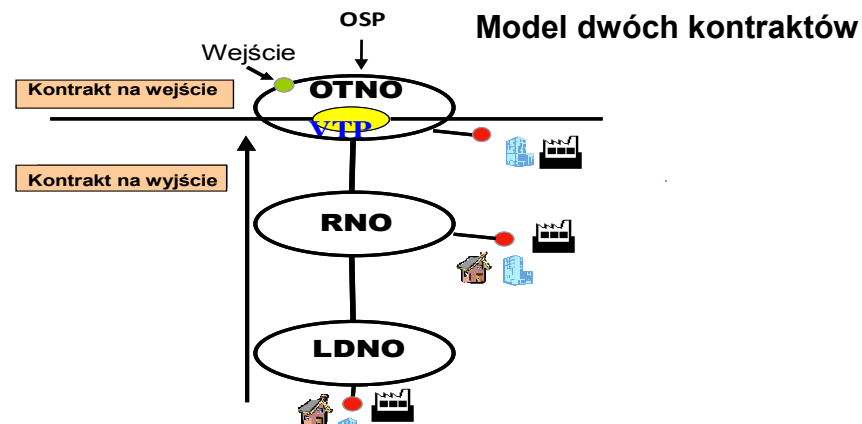 OSP
Model dwóch kontraktów
Wejście
Kontrakt na wejście
OTNO
VTP
Kontrakt na wyjście
RNO
LDNO